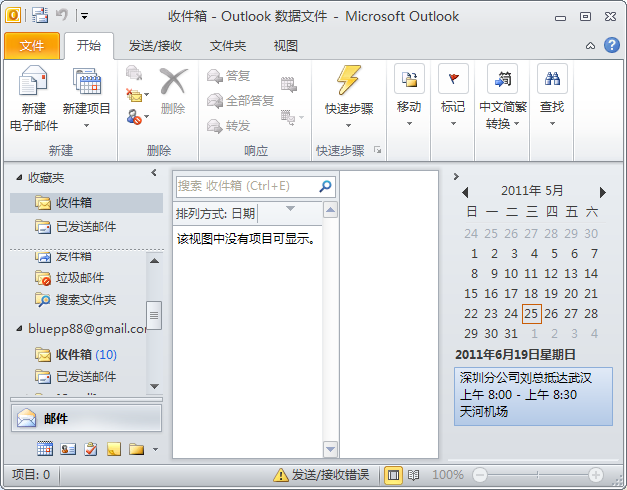 收件箱 - Outlook 数据文件 - Microsoft Outlook
文件 开始 发送/接收 文件夹 视图
新建
电子邮件
新建项目
新建
删除
删除
答复
全部答复
转发
响应
快速步骤
快速步骤
移动
标记
中文简繁
转换
查找
收藏夹
收件箱
已发送邮件
发件箱
垃圾邮件
搜索文件夹
bluepp88@gmail.com
收件箱 (10)
已发送邮件
邮件
搜索 收件箱 (Ctrl+E)
排列方式: 日期
该视图中没有项目可显示。
2011年 5月
日 一 二 三 四 五 六
24 25 26 27 28 29 30
1 2 3 4 5 6 7
8 9 10 11 12 13 14
15 16 17 18 19 20 21
22 23 24 25 26 27 28
29 30 31 1 2 3 4
2011年6月19日星期日
深圳分公司刘总抵达武汉
上午 8:00 - 上午 8:30
天河机场
项目: 0
发送/接收错误
100%